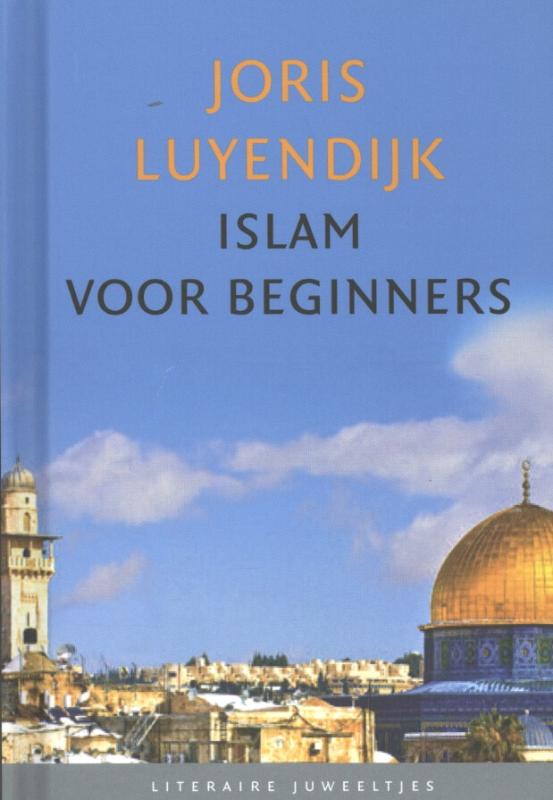 JORIS
LUYENDIJK
ISLAM
VOOR BEGINNERS
LITERAIRE JUWEELTJES